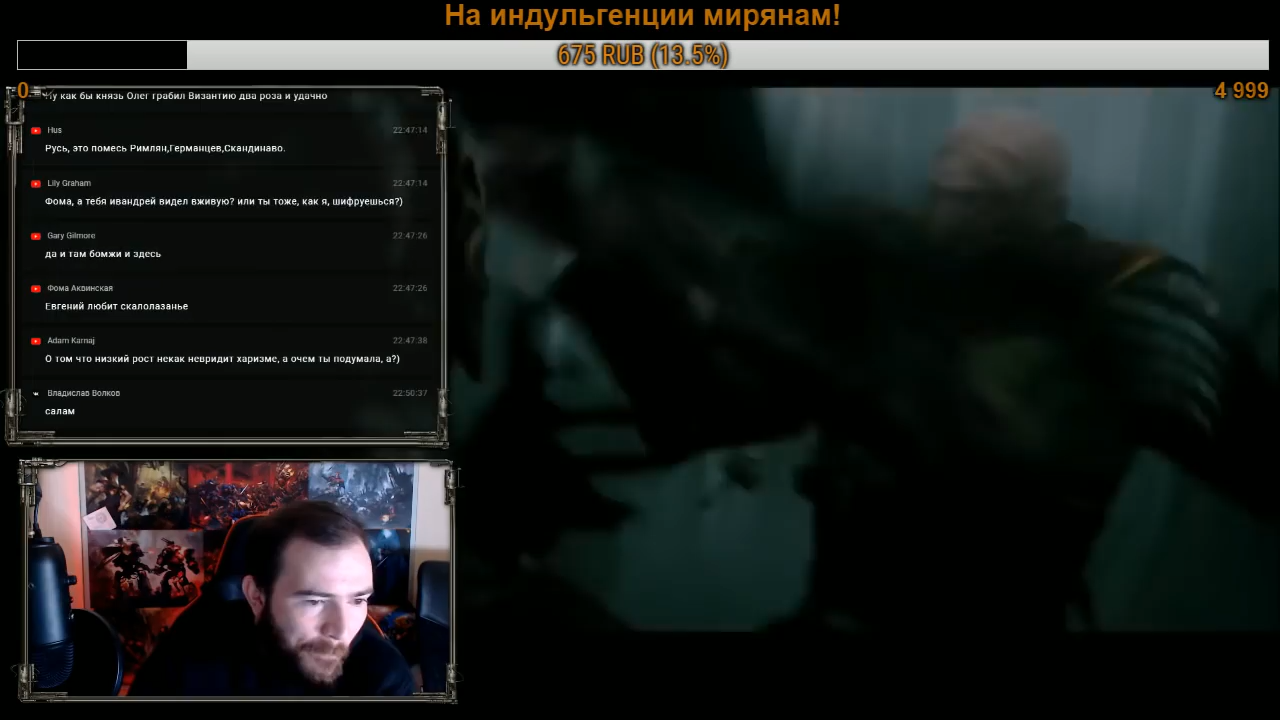 На индульгенции мирянам!
675 RUB (13.5%)
0
4 999
Ну как бы князь Олег грабил Византию два роза и удачно
Hus 22:47:14
Русь, это помесь Римлян,Германцев,Скандинаво.
Lily Graham 22:47:14
Фома, а тебя ивандрей видел вживую? или ты тоже, как я, шифруешься?)
Gary Gilmore 22:47:26
да и там бомжи и здесь
Фома Аквинская 22:47:26
Евгений любит скалолазанье
Adam Karnaj 22:47:38
О том что низкий рост некак невридит харизме, а очем ты подумала, а?)
Владислав Волков 22:50:37
салам